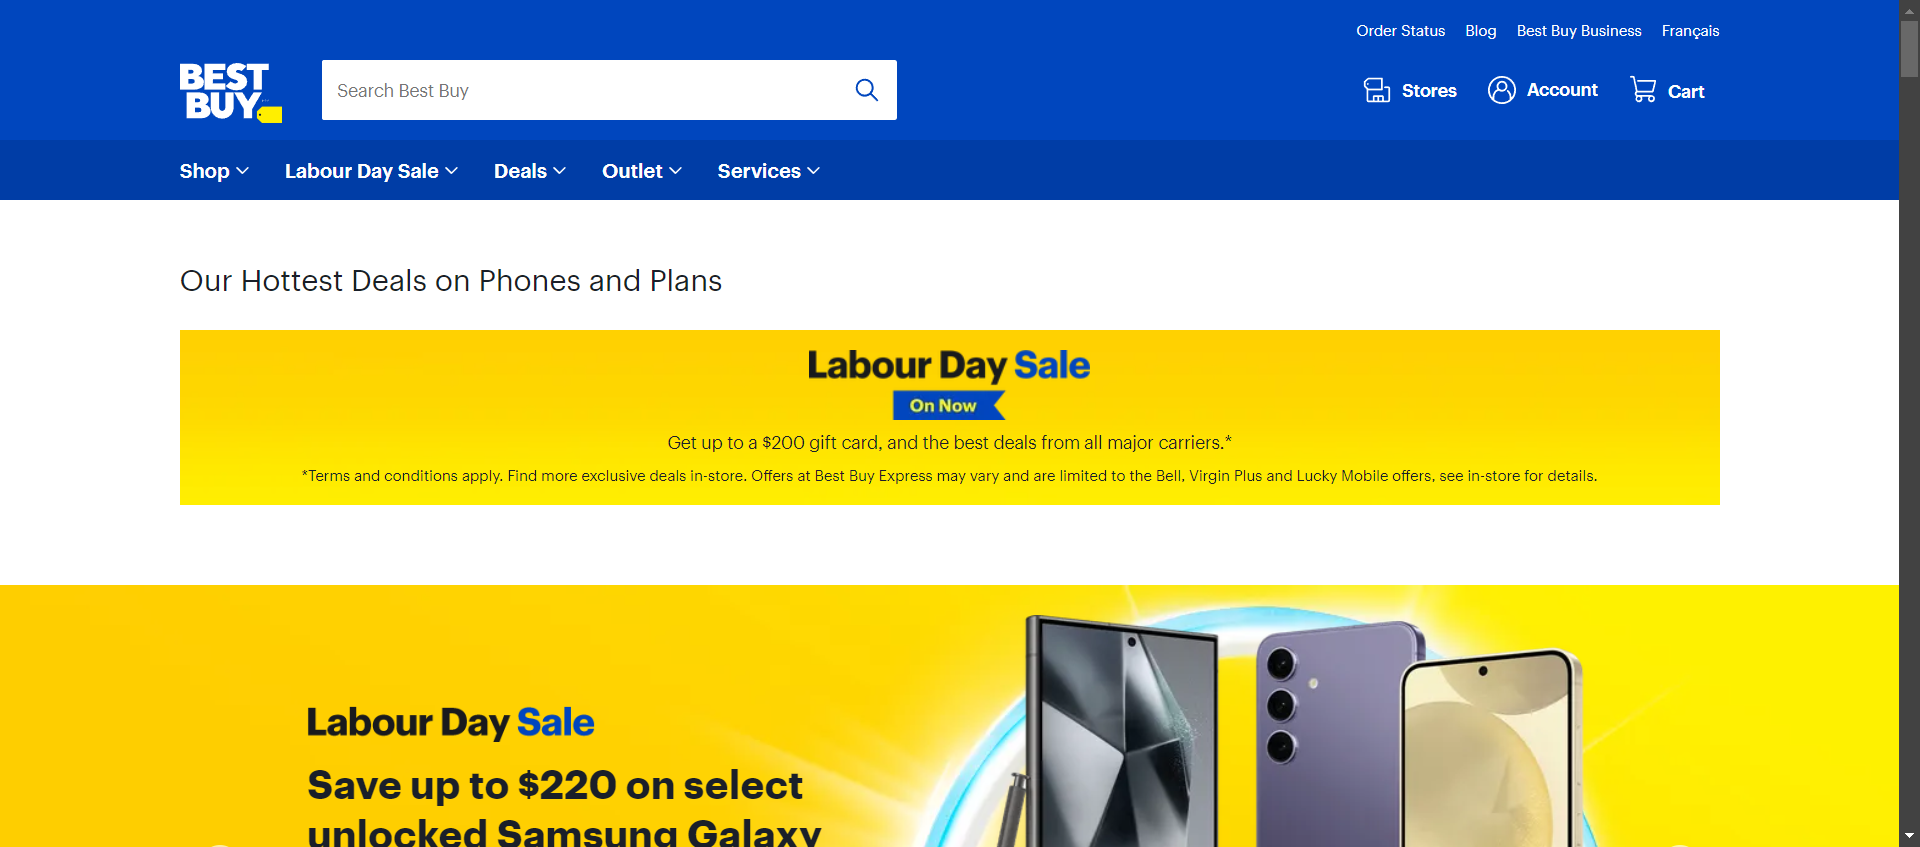 Order Status Blog Best Buy Business Français
BEST
BUY
Search Best Buy
Stores Account Cart
Shop Labour Day Sale Deals Outlet Services
Our Hottest Deals on Phones and Plans
Labour Day Sale
On Now
Get up to a $200 gift card, and the best deals from all major carriers.*
*Terms and conditions apply. Find more exclusive deals in-store. Offers at Best Buy Express may vary and are limited to the Bell, Virgin Plus and Lucky Mobile offers, see in-store for details.
Labour Day Sale
Save up to $220 on select
unlocked Samsung Galaxy